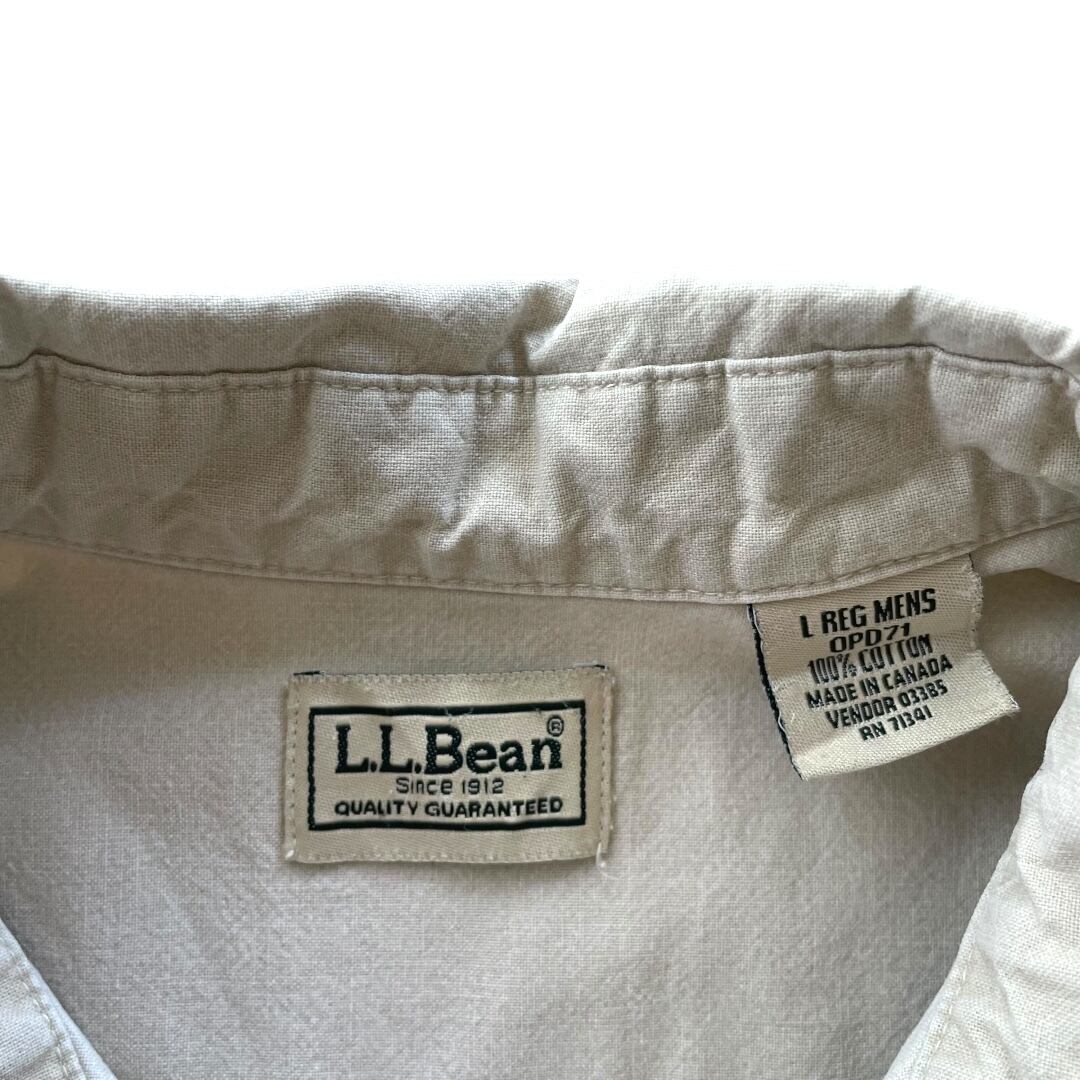 L.L.Bean®
Since 1912
QUALITY GUARANTEED
L REG MENS
OPD71
100% COTTON
MADE IN CANADA
VENDOR 03385
RN 71341